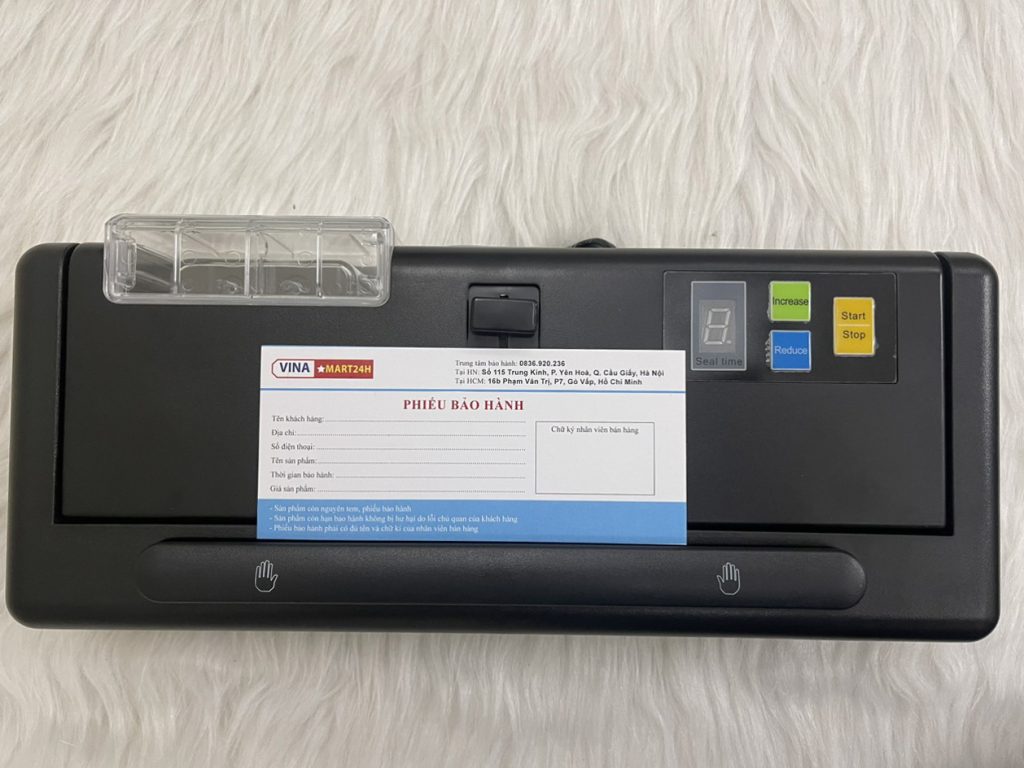 Increase
Start
Stop
Reduce
Seal time
VINA MART24H
Trung tâm bảo hành: 0836.920.236
Tại HN: Số 115 Trung Kính, P. Yên Hoà, Q. Cầu Giấy, Hà Nội
Tại HCM: 16b Phạm Văn Trị, P7, Gò Vấp, Hồ Chí Minh
PHIẾU BẢO HÀNH
Tên khách hàng:
Địa chỉ:
Số điện thoại:
Tên sản phẩm:
Thời gian bảo hành:
Giá sản phẩm:
Chữ ký nhân viên bán hàng
- Sản phẩm còn nguyên tem, phiếu bảo hành
- Sản phẩm còn hạn bảo hành không bị hư hại do lỗi chủ quan của khách hàng
- Phiếu bảo hành phải có đủ tên và chữ kí cua nhân viên bán hàng